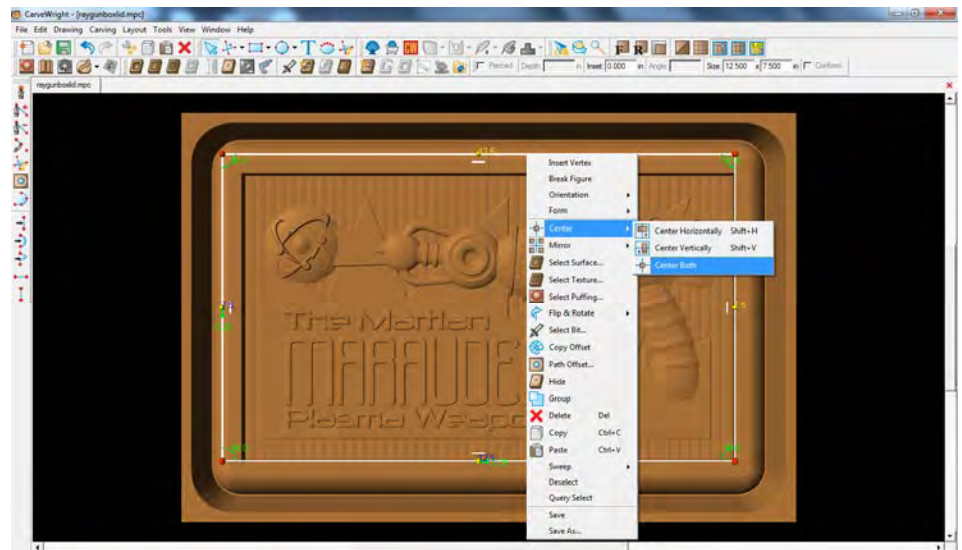 CarveWright - [raygunboxlid.mpc]
File Edit Drawing Carving Layout Tools View Window Help
Pierced Depth in Inset 0.000 in Angle Size 12.500 x 7.500 in Conform
raygunboxlid.mpc
12.5
Insert Vertex
Break Figure
Orientation
Form
Center
Center Horizontally Shift+H
Mirror
Center Vertically Shift+V
Select Surface...
Center Both
Select Texture...
Select Puffing...
Flip & Rotate
Select Bit...
Copy Offset
Path Offset...
Hide
Group
Delete Del
Copy Ctrl+C
Paste Ctrl+V
Sweep
Deselect
Query Select
Save
Save As...
The Martian
MARAUDE
Plasma Weapo